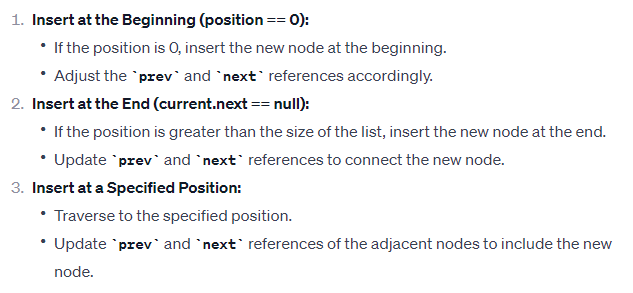 1. Insert at the Beginning (position == 0):
• If the position is 0, insert the new node at the beginning.
• Adjust the `prev` and `next` references accordingly.
2. Insert at the End (current.next == null):
• If the position is greater than the size of the list, insert the new node at the end.
• Update `prev` and `next` references to connect the new node.
3. Insert at a Specified Position:
• Traverse to the specified position.
• Update `prev` and `next` references of the adjacent nodes to include the new
node.